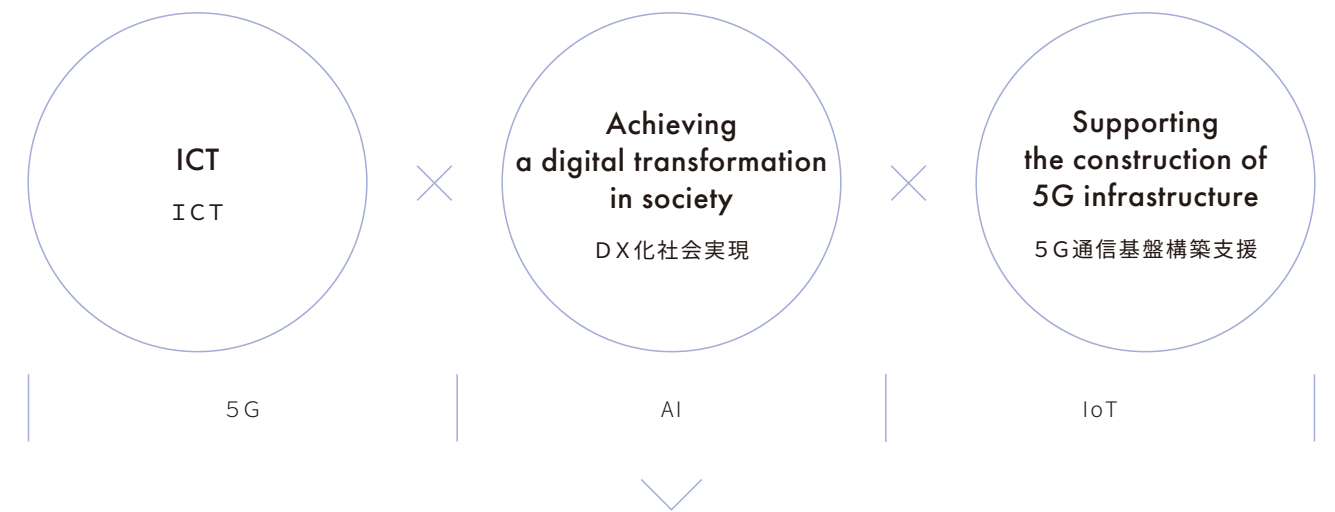 ICT
ＩＣＴ
Achieving
a digital transformation
in society
ＤＸ化社会実現
Supporting
the construction of
5G infrastructure
５Ｇ通信基盤構築支援
５Ｇ
AI
IoT